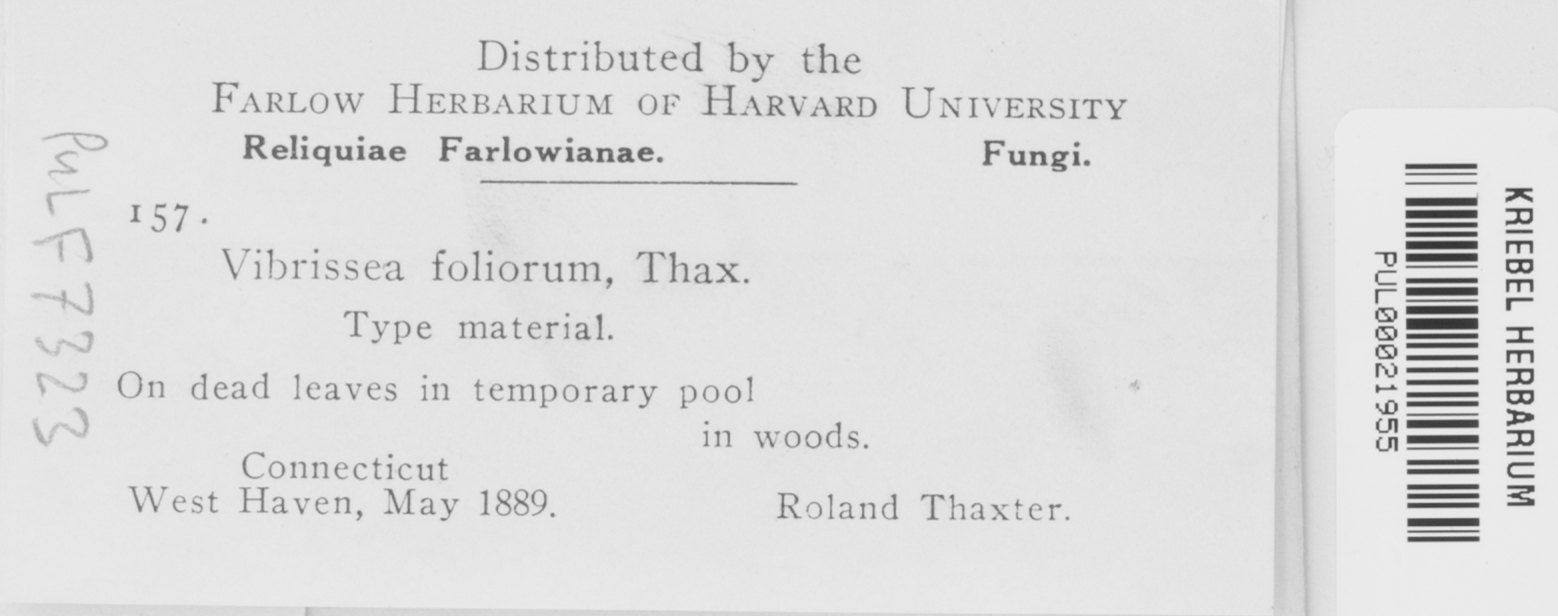 Distributed by the
FARLOW HERBARIUM OF HARVARD UNIVERSITY
Reliquiae Farlowianae. Fungi.
157.
Vibrissea foliorum, Thax.
Type material.
On dead leaves in temporary pool
in woods.
Connecticut
West Haven, May 1889. Roland Thaxter.
PUL F7323
KRIEBEL HERBARIUM
PUL00021955